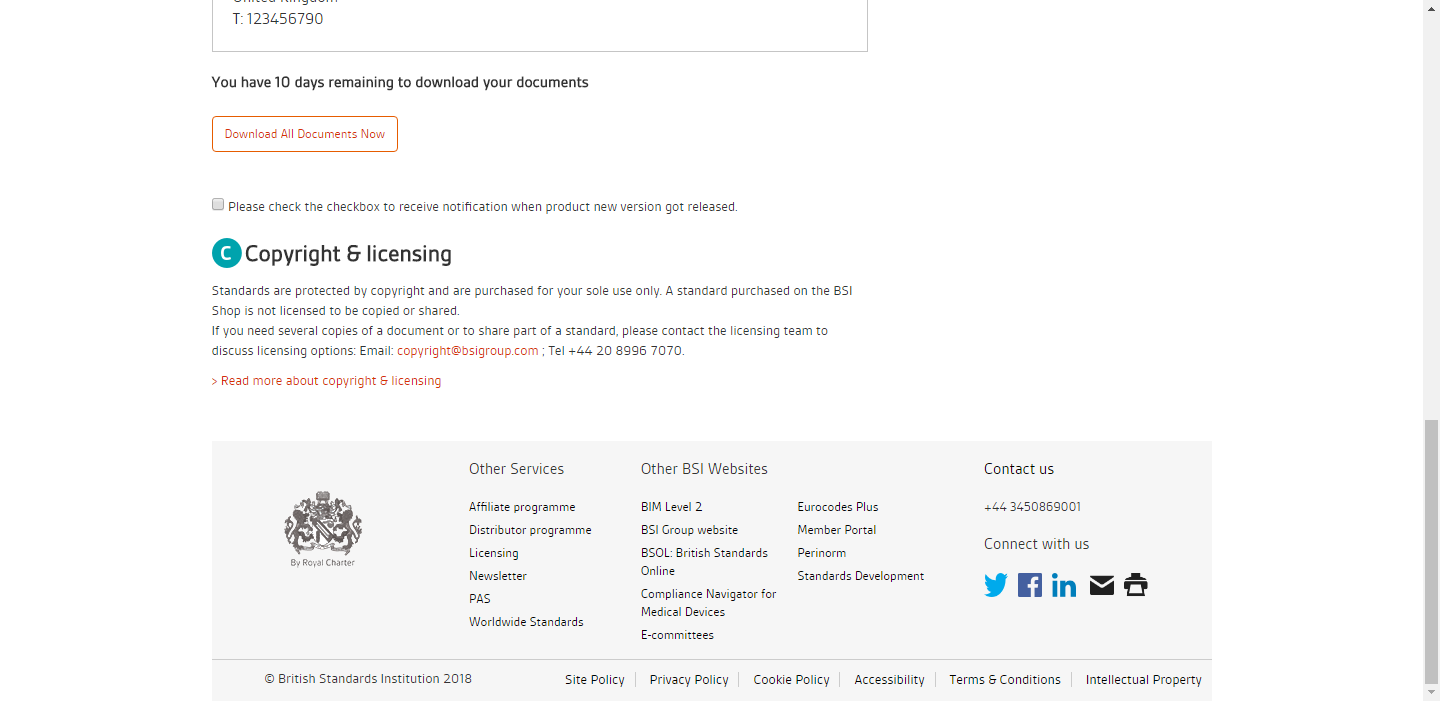 United Kingdom
T: 123456790
You have 10 days remaining to download your documents
Download All Documents Now
Please check the checkbox to receive notification when product new version got released.
C Copyright & licensing
Standards are protected by copyright and are purchased for your sole use only. A standard purchased on the BSI
Shop is not licensed to be copied or shared.
If you need several copies of a document or to share part of a standard, please contact the licensing team to
discuss licensing options: Email: copyright@bsigroup.com ; Tel +44 20 8996 7070.
> Read more about copyright & licensing
By Royal Charter
Other Services
Affiliate programme
Distributor programme
Licensing
Newsletter
PAS
Worldwide Standards
Other BSI Websites
BIM Level 2
BSI Group website
BSOL: British Standards
Online
Compliance Navigator for
Medical Devices
E-committees
Eurocodes Plus
Member Portal
Perinorm
Standards Development
Contact us
+44 3450869001
Connect with us
© British Standards Institution 2018
Site Policy
Privacy Policy
Cookie Policy
Accessibility
Terms & Conditions
Intellectual Property